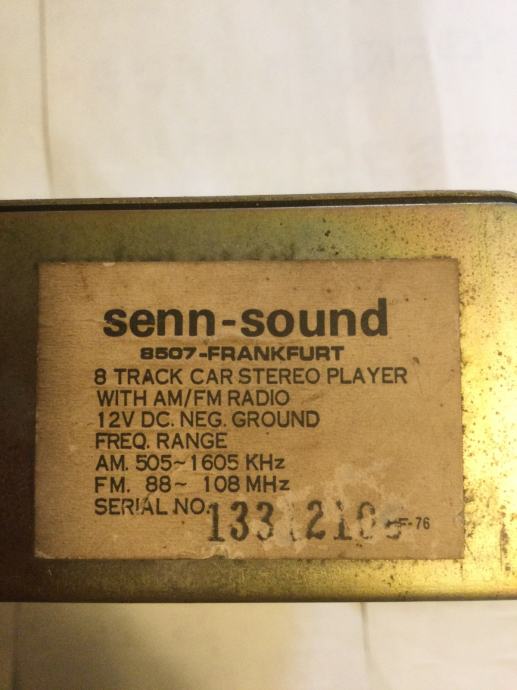 senn-sound
8507-FRANKFURT
8 TRACK CAR STEREO PLAYER
WITH AM/FM RADIO
12V DC. NEG. GROUND
FREQ. RANGE
AM. 505~1605 KHz
FM. 88~ 108 MHz
SERIAL NO.